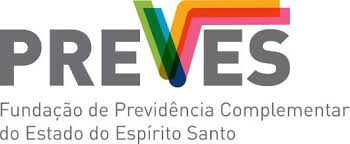 PREVES
Fundação de Previdência Complementar
do Estado do Espírito Santo